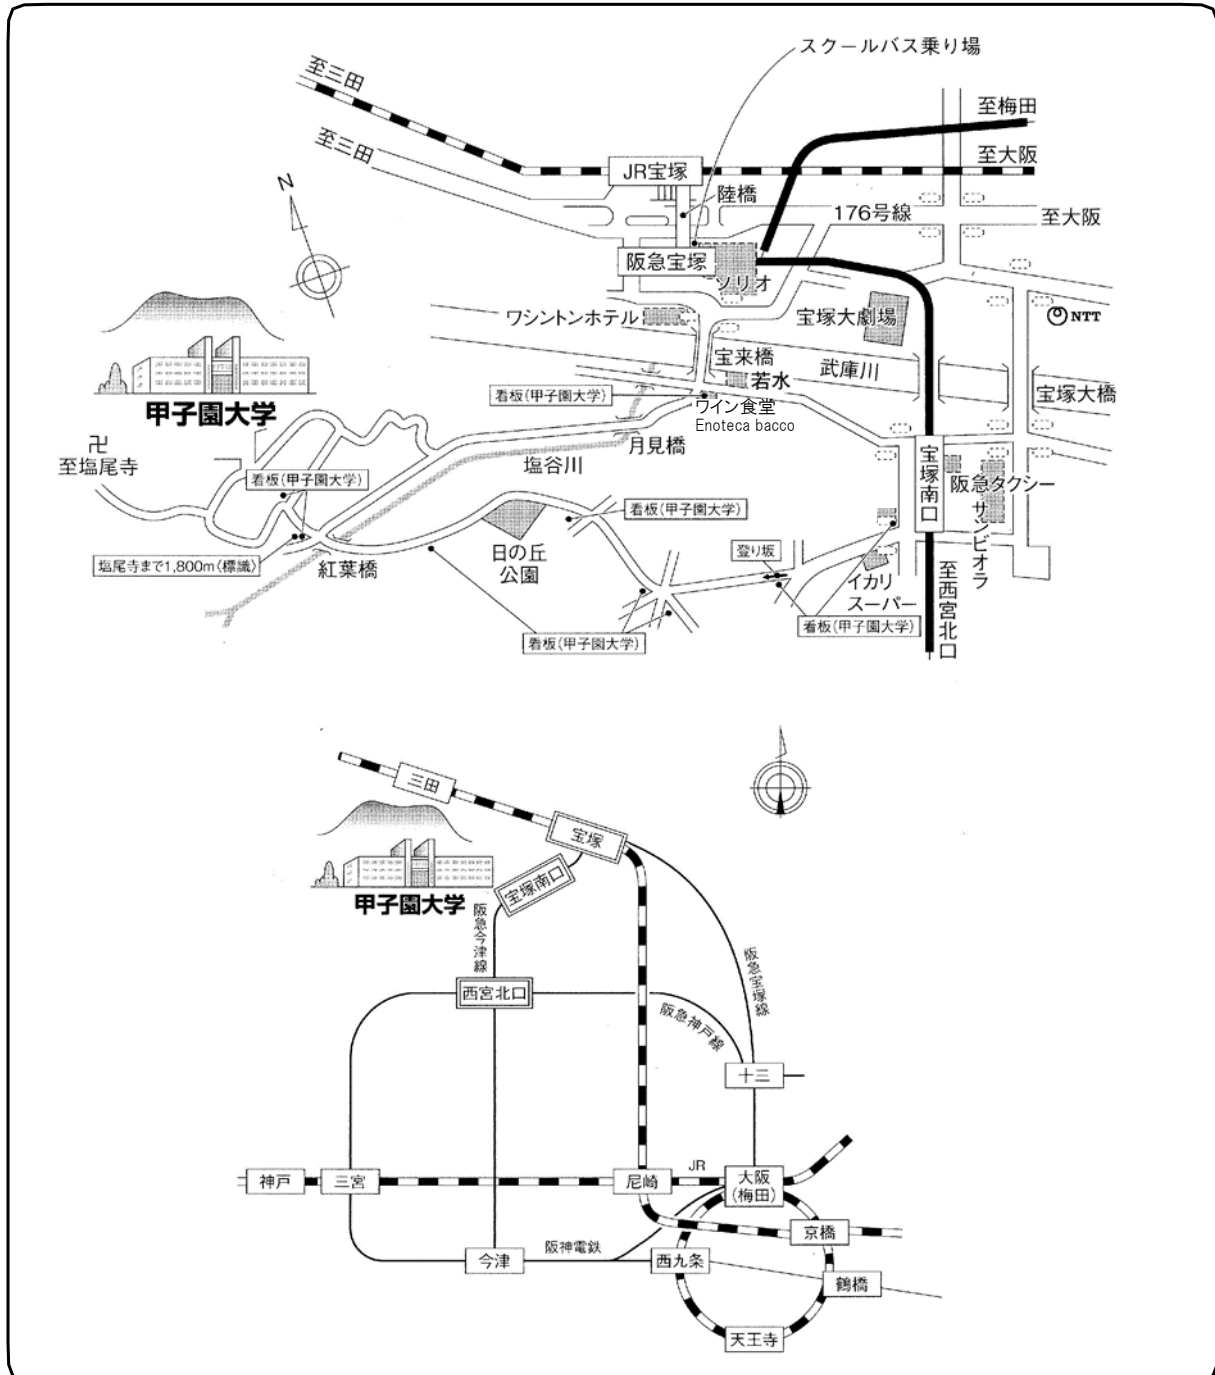 スクールバス乗り場
至三田
至梅田
至三田
JR宝塚
至大阪
陸橋
176号線
至大阪
N
阪急宝塚
ソリオ
ワシントンホテル
宝塚大劇場
NTT
宝来橋
武庫川
若水
宝塚大橋
看板(甲子園大学)
ワイン食堂
Enoteca bacco
甲子園大学
月見橋
卍
至塩尾寺
塩谷川
宝塚南口
阪急タクシー
看板(甲子園大学)
サンビオラ
看板(甲子園大学)
日の丘
公園
登り坂
塩尾寺まで1,800m(標識)
紅葉橋
イカリ
スーパー
至西宮北口
看板(甲子園大学)
看板(甲子園大学)
三田
宝塚
宝塚南口
甲子園大学
阪急今津線
阪急宝塚線
西宮北口
阪急神戸線
十三
JR
神戸
三宮
尼崎
大阪
(梅田)
京橋
阪神電鉄
今津
西九条
鶴橋
天王寺